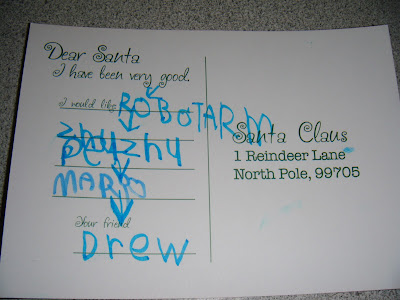 Dear Santa
I have been very good.
I would like ROBOTARM
zhuzhu
MARIO
Your friend
Drew
Santa Claus
1 Reindeer Lane
North Pole, 99705